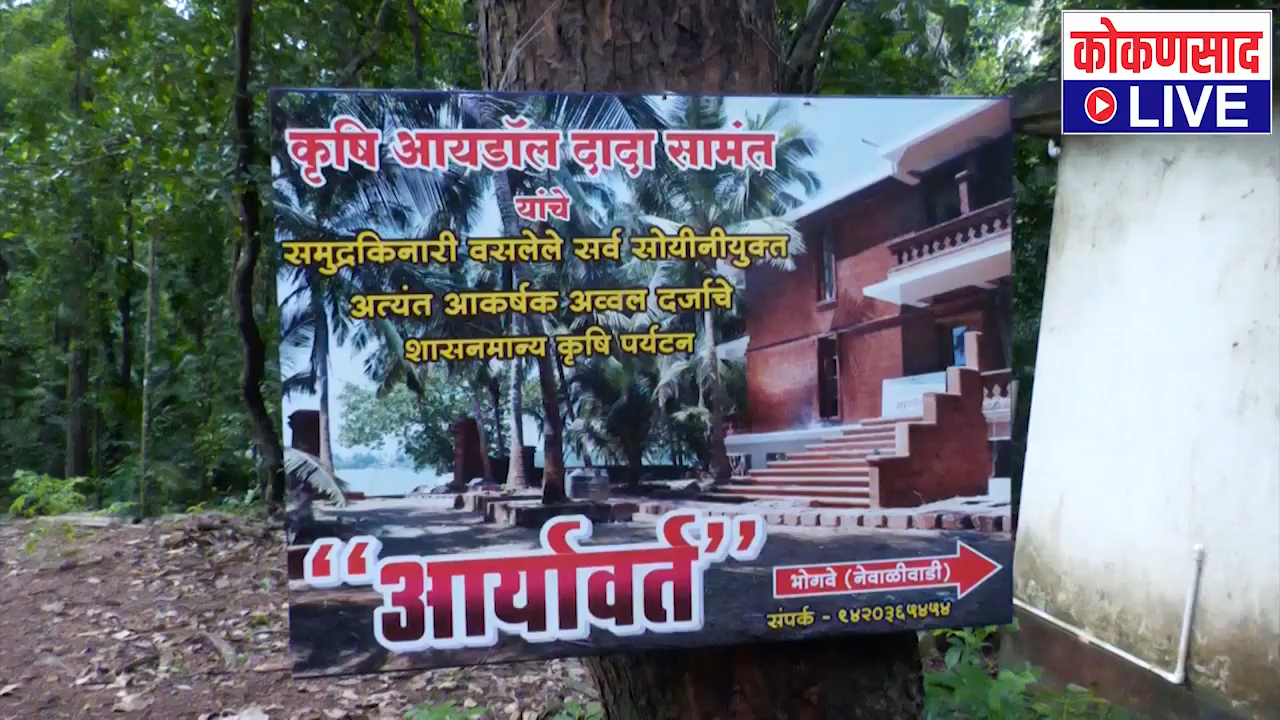 कोकणसाद
LIVE
कृषि आयडॉल दादा सामंत
यांचे
समुद्रकिनारी वसलेले सर्व सोयीनीयुक्त
अत्यंत आकर्षक अव्वल दर्जाचे
शासनमान्य कृषि पर्यटन
“आर्यावर्त”
भोगवे (नेवाळीवाडी)
संपर्क - ९४२०३६५४५४